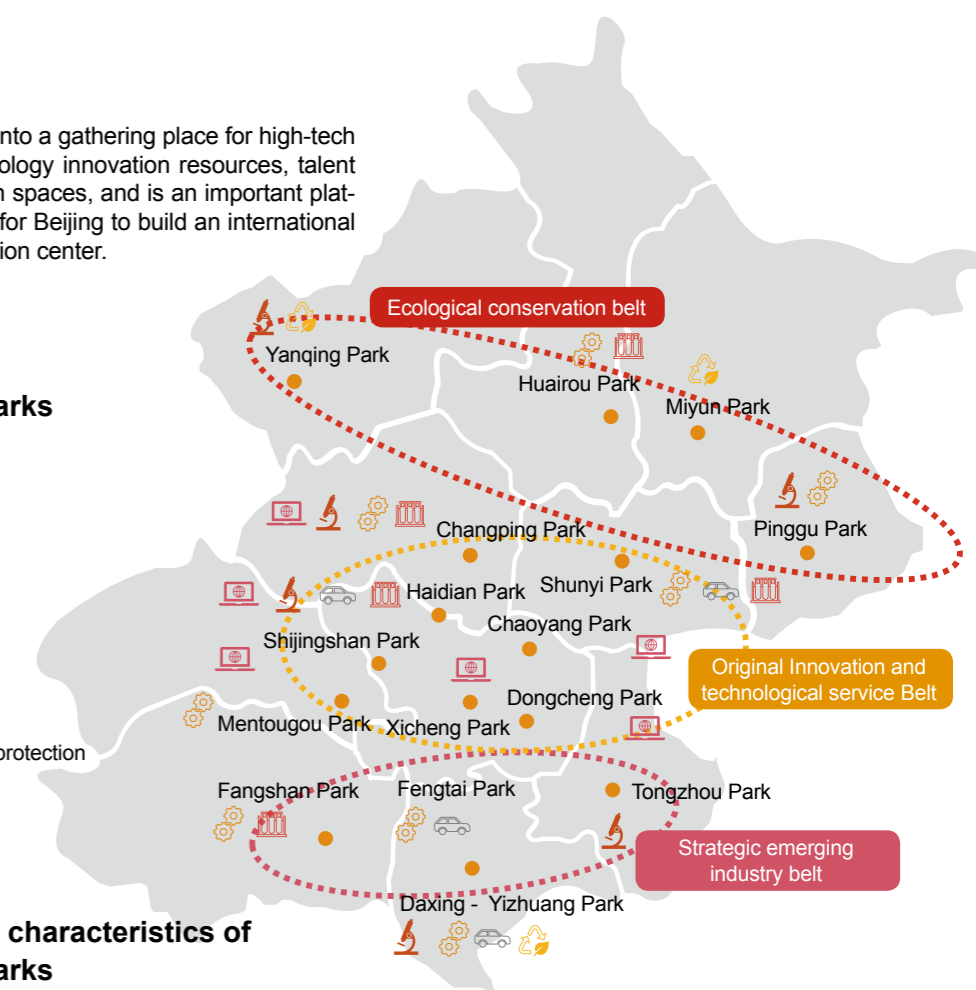 nto a gathering place for high-tech
ology innovation resources, talent
n spaces, and is an important plat-
for Beijing to build an international
ion center.
Ecological conservation belt
Yanqing Park
Huairou Park
Miyun Park
arks
Pinggu Park
Changping Park
Shunyi Park
Haidian Park
Chaoyang Park
Shijingshan Park
Original Innovation and
technological service Belt
Dongcheng Park
Mentougou Park
Xicheng Park
protection
Fangshan Park
Fengtai Park
Tongzhou Park
Strategic emerging
industry belt
Daxing - Yizhuang Park
characteristics of
arks